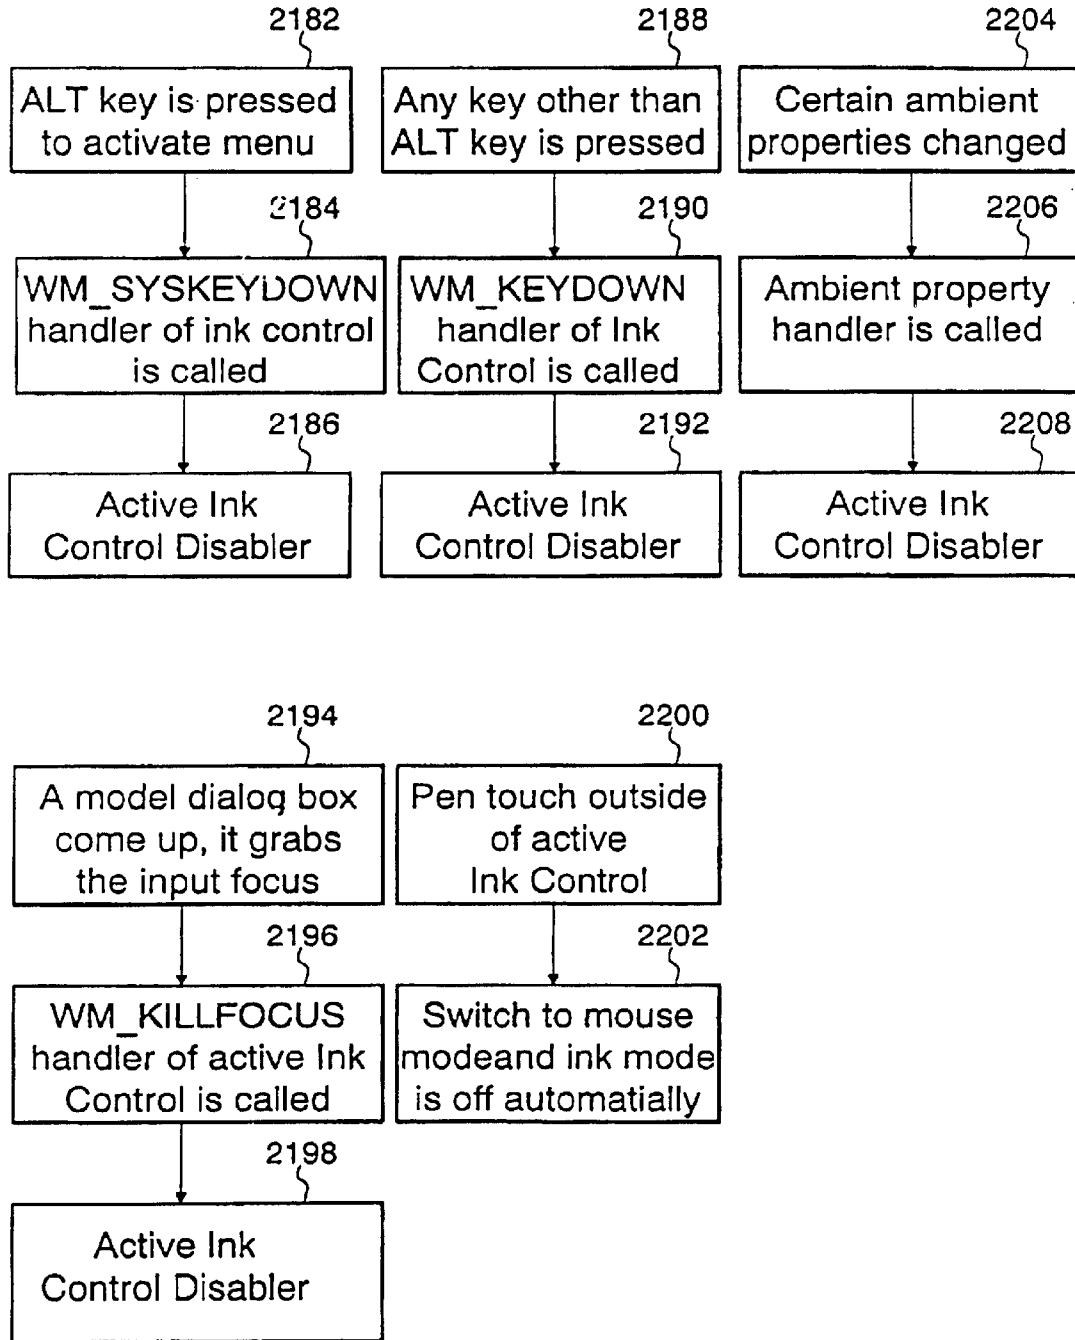 2182
ALT key is pressed
to activate menu
2184
WM_SYSKEYDOWN
handler of ink control
is called
2186
Active Ink
Control Disabler
2188
Any key other than
ALT key is pressed
2190
WM_KEYDOWN
handler of Ink
Control is called
2192
Active Ink
Control Disabler
2204
Certain ambient
properties changed
2206
Ambient property
handler is called
2208
Active Ink
Control Disabler
2194
A model dialog box
come up, it grabs
the input focus
2196
WM_KILLFOCUS
handler of active Ink
Control is called
2198
Active Ink
Control Disabler
2200
Pen touch outside
of active
Ink Control
2202
Switch to mouse
modeand ink mode
is off automatially